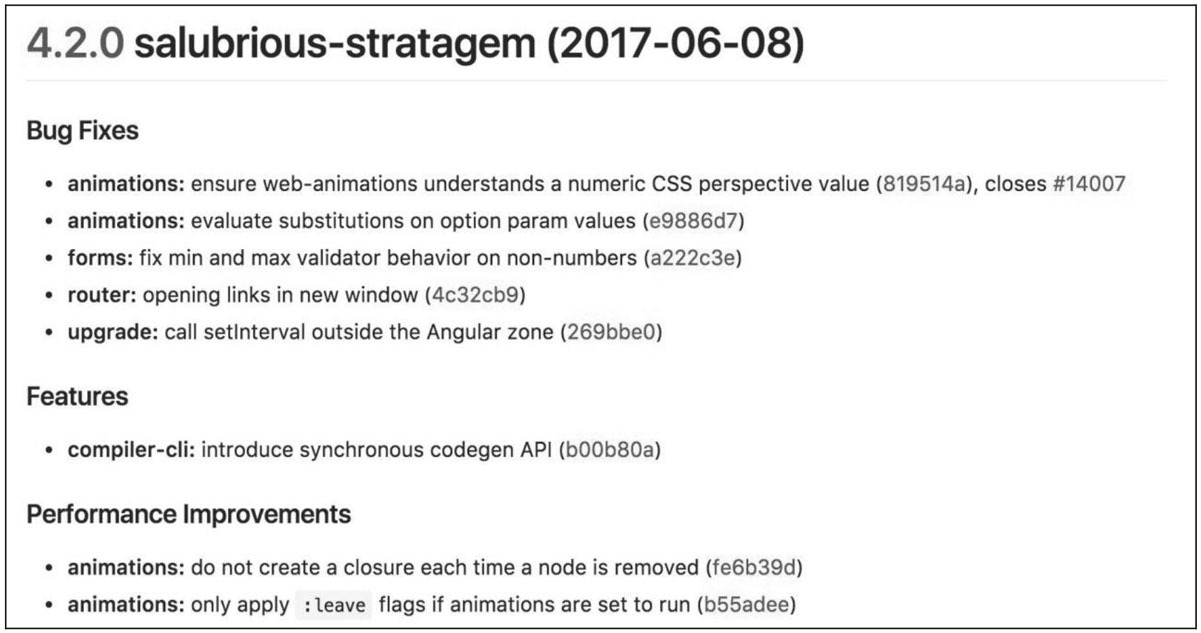 4.2.0 salubrious-stratagem (2017-06-08)
Bug Fixes
• animations: ensure web-animations understands a numeric CSS perspective value (819514a), closes #14007
• animations: evaluate substitutions on option param values (e9886d7)
• forms: fix min and max validator behavior on non-numbers (a222c3e)
• router: opening links in new window (4c32cb9)
• upgrade: call setInterval outside the Angular zone (269bbe0)
Features
• compiler-cli: introduce synchronous codegen API (b00b80a)
Performance Improvements
• animations: do not create a closure each time a node is removed (fe6b39d)
• animations: only apply :leave flags if animations are set to run (b55adee)